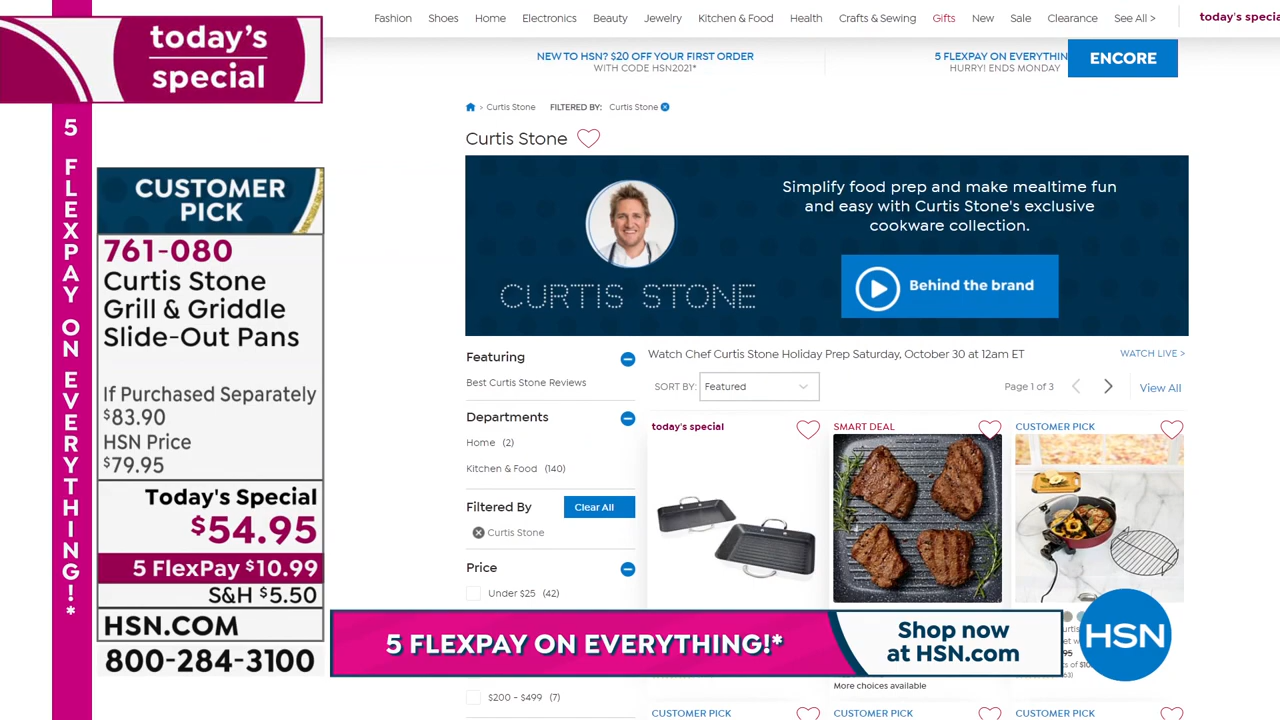 today's
special
5 FLEXPAY ON EVERYTHING!*
CUSTOMER
PICK
761-080
Curtis Stone
Grill & Griddle
Slide-Out Pans
If Purchased Separately
$83.90
HSN Price
$79.95
Today's Special
$54.95
5 FlexPay $10.99
S&H $5.50
HSN.COM
800-284-3100
Fashion Shoes Home Electronics Beauty Jewelry Kitchen & Food Health Crafts & Sewing Gifts New Sale Clearance See All > today's specia
NEW TO HSN? $20 OFF YOUR FIRST ORDER
WITH CODE HSN2021*
5 FLEXPAY ON EVERYTHIN
HURRY! ENDS MONDAY
ENCORE
> Curtis Stone FILTERED BY: Curtis Stone
Curtis Stone
Simplify food prep and make mealtime fun
and easy with Curtis Stone's exclusive
cookware collection.
CURTIS STONE
Behind the brand
Featuring
Best Curtis Stone Reviews
Departments
Home (2)
Kitchen & Food (140)
Filtered By Clear All
Curtis Stone
Price
Under $25 (42)
$200 - $499 (7)
Watch Chef Curtis Stone Holiday Prep Saturday, October 30 at 12am ET WATCH LIVE >
SORT BY: Featured Page 1 of 3 View All
today's special SMART DEAL CUSTOMER PICK
More choices available
CUSTOMER PICK CUSTOMER PICK CUSTOMER PICK
5 FLEXPAY ON EVERYTHING!*
Shop now
at HSN.com
HSN